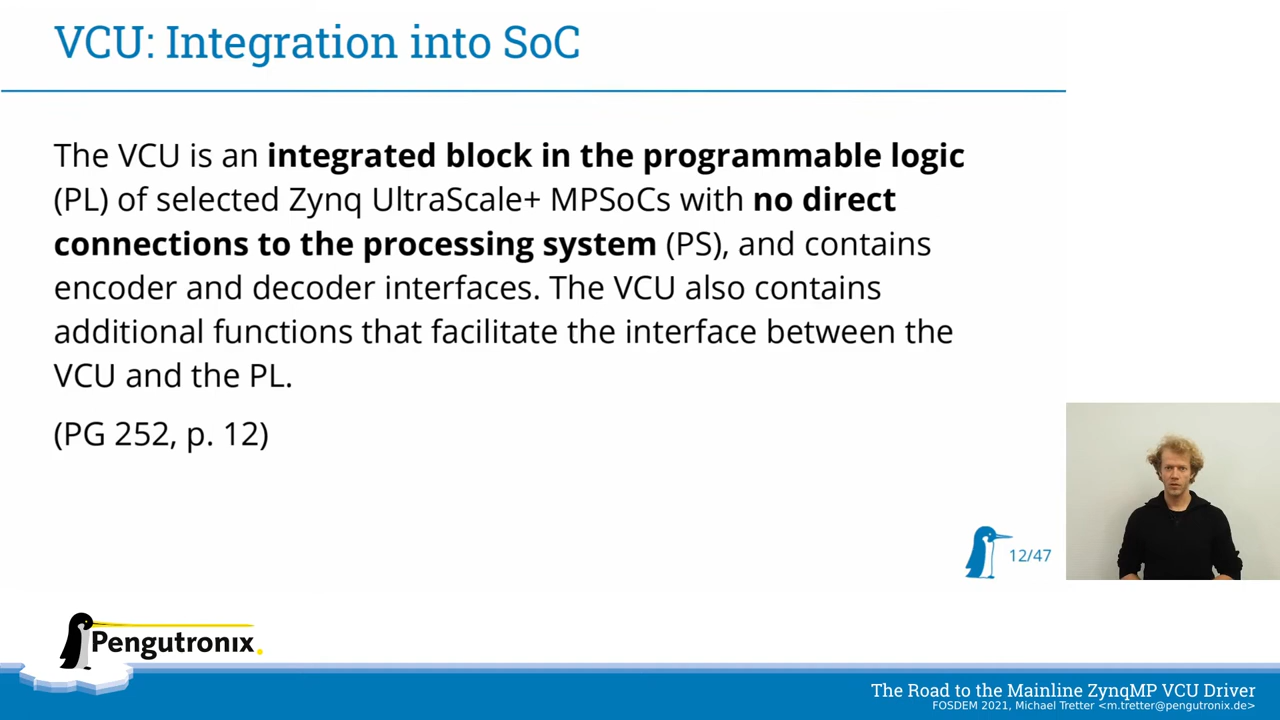 VCU: Integration into SoC
The VCU is an integrated block in the programmable logic
(PL) of selected Zynq UltraScale+ MPSoCs with no direct
connections to the processing system (PS), and contains
encoder and decoder interfaces. The VCU also contains
additional functions that facilitate the interface between the
VCU and the PL.
(PG 252, p. 12)
12/47
Pengutronix.
The Road to the Mainline ZynqMP VCU Driver
FOSDEM 2021, Michael Tretter <m.tretter@pengutronix.de>